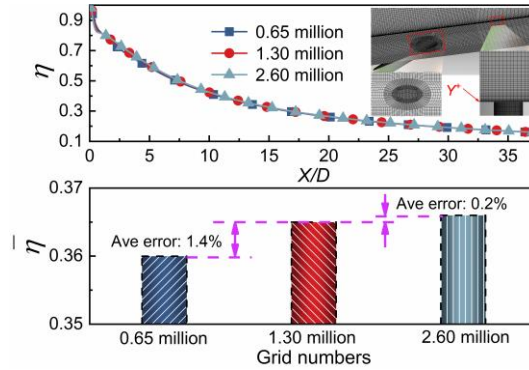 0.9
0.7
0.5
0.3
0.1
η
0.65 million
1.30 million
2.60 million
Y+
0 5 10 15 20 25 30 35
X/D
0.37
0.36
0.35
η̅
Ave error: 1.4%
Ave error: 0.2%
0.65 million 1.30 million 2.60 million
Grid numbers